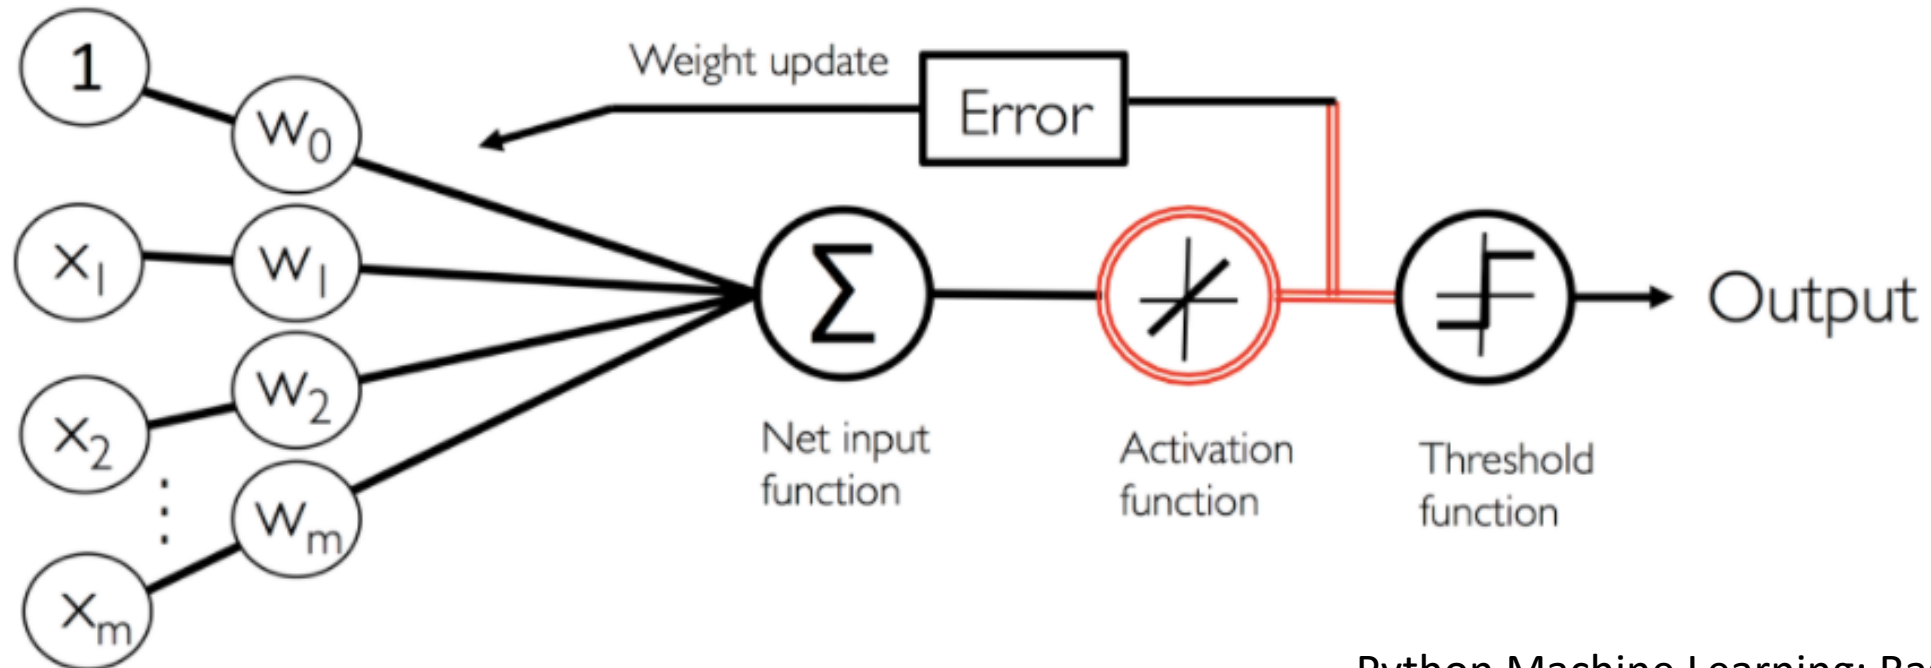 1
w0
x1
w1
x2
w2
⋮
xm
wm
Weight update
Error
Σ
Net input
function
Activation
function
Threshold
function
Output